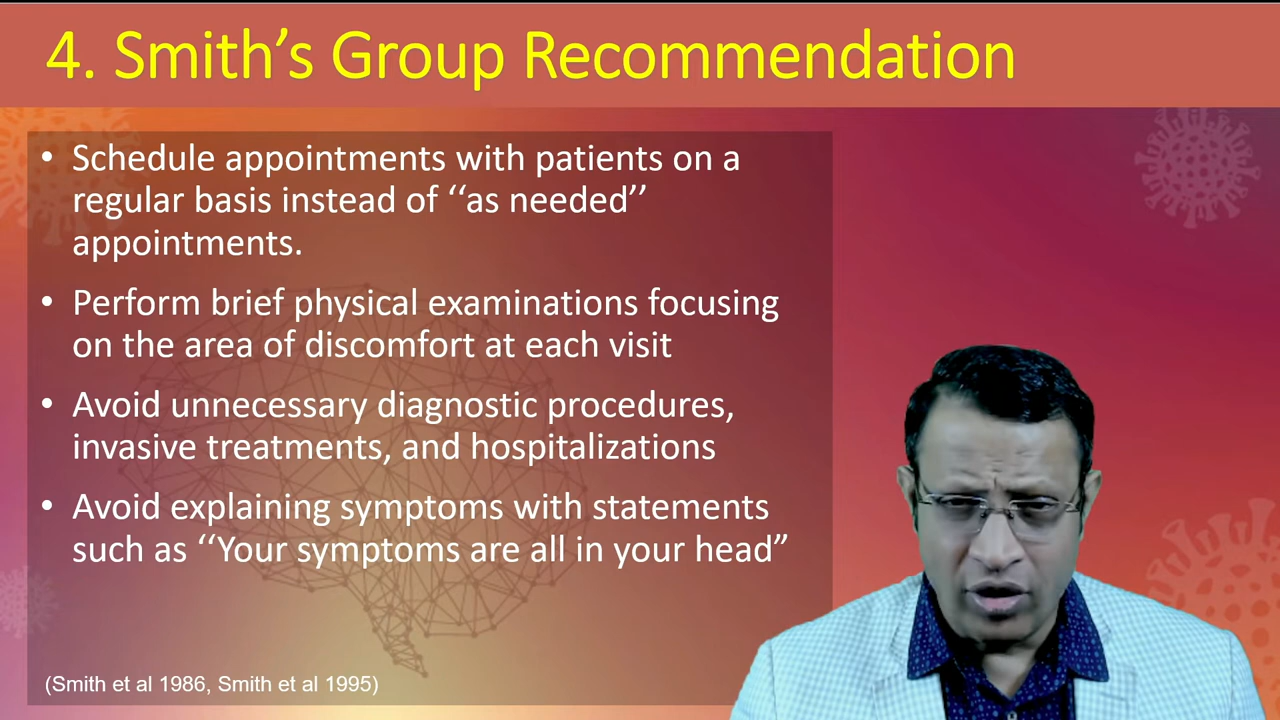 4. Smith’s Group Recommendation
• Schedule appointments with patients on a
regular basis instead of ‘‘as needed’’
appointments.
• Perform brief physical examinations focusing
on the area of discomfort at each visit
• Avoid unnecessary diagnostic procedures,
invasive treatments, and hospitalizations
• Avoid explaining symptoms with statements
such as ‘‘Your symptoms are all in your head”
(Smith et al 1986, Smith et al 1995)